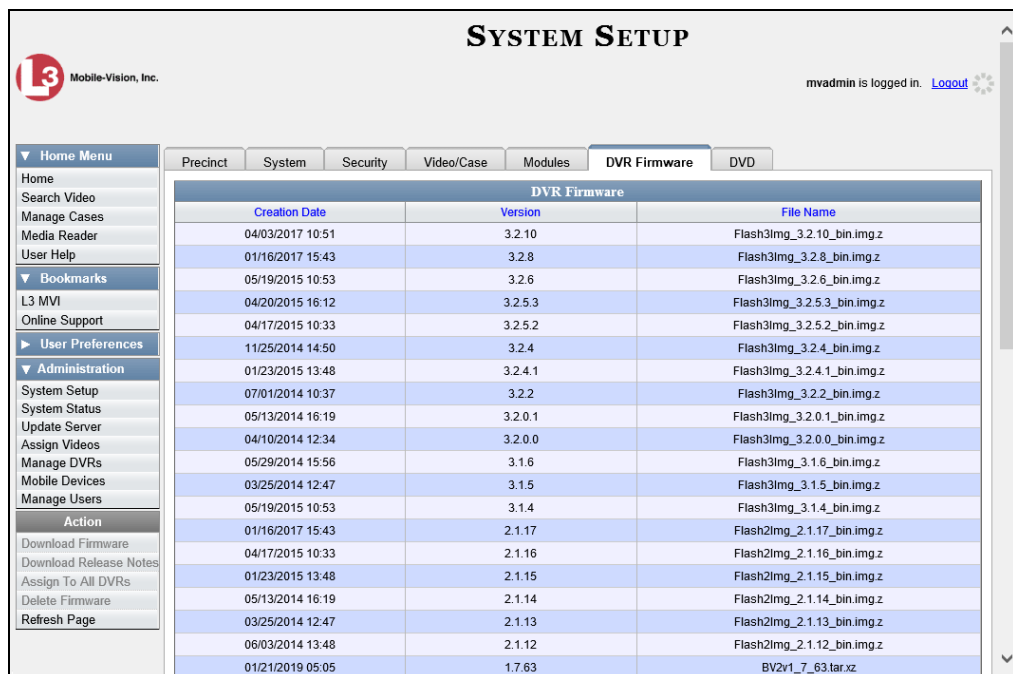 SYSTEM SETUP
L3 Mobile-Vision, Inc.
mvadmin is logged in. Logout
▼ Home Menu
Home
Search Video
Manage Cases
Media Reader
User Help
▼ Bookmarks
L3 MVI
Online Support
► User Preferences
▼ Administration
System Setup
System Status
Update Server
Assign Videos
Manage DVRs
Mobile Devices
Manage Users
Action
Download Firmware
Download Release Notes
Assign To All DVRs
Delete Firmware
Refresh Page
Precinct System Security Video/Case Modules DVR Firmware DVD
DVR Firmware
Creation Date Version File Name
04/03/2017 10:51 3.2.10 Flash3Img_3.2.10_bin.img.z
01/16/2017 15:43 3.2.8 Flash3Img_3.2.8_bin.img.z
05/19/2015 10:53 3.2.6 Flash3Img_3.2.6_bin.img.z
04/20/2015 16:12 3.2.5.3 Flash3Img_3.2.5.3_bin.img.z
04/17/2015 10:33 3.2.5.2 Flash3Img_3.2.5.2_bin.img.z
11/25/2014 14:50 3.2.4 Flash3Img_3.2.4_bin.img.z
01/23/2015 13:48 3.2.4.1 Flash3Img_3.2.4.1_bin.img.z
07/01/2014 10:37 3.2.2 Flash3Img_3.2.2_bin.img.z
05/13/2014 16:19 3.2.0.1 Flash3Img_3.2.0.1_bin.img.z
04/10/2014 12:34 3.2.0.0 Flash3Img_3.2.0.0_bin.img.z
05/29/2014 15:56 3.1.6 Flash3Img_3.1.6_bin.img.z
03/25/2014 12:47 3.1.5 Flash3Img_3.1.5_bin.img.z
05/19/2015 10:53 3.1.4 Flash3Img_3.1.4_bin.img.z
01/16/2017 15:43 2.1.17 Flash2Img_2.1.17_bin.img.z
04/17/2015 10:33 2.1.16 Flash2Img_2.1.16_bin.img.z
01/23/2015 13:48 2.1.15 Flash2Img_2.1.15_bin.img.z
05/13/2014 16:19 2.1.14 Flash2Img_2.1.14_bin.img.z
03/25/2014 12:47 2.1.13 Flash2Img_2.1.13_bin.img.z
06/03/2014 13:48 2.1.12 Flash2Img_2.1.12_bin.img.z
01/21/2019 05:05 1.7.63 BV2v1_7_63.tar.xz